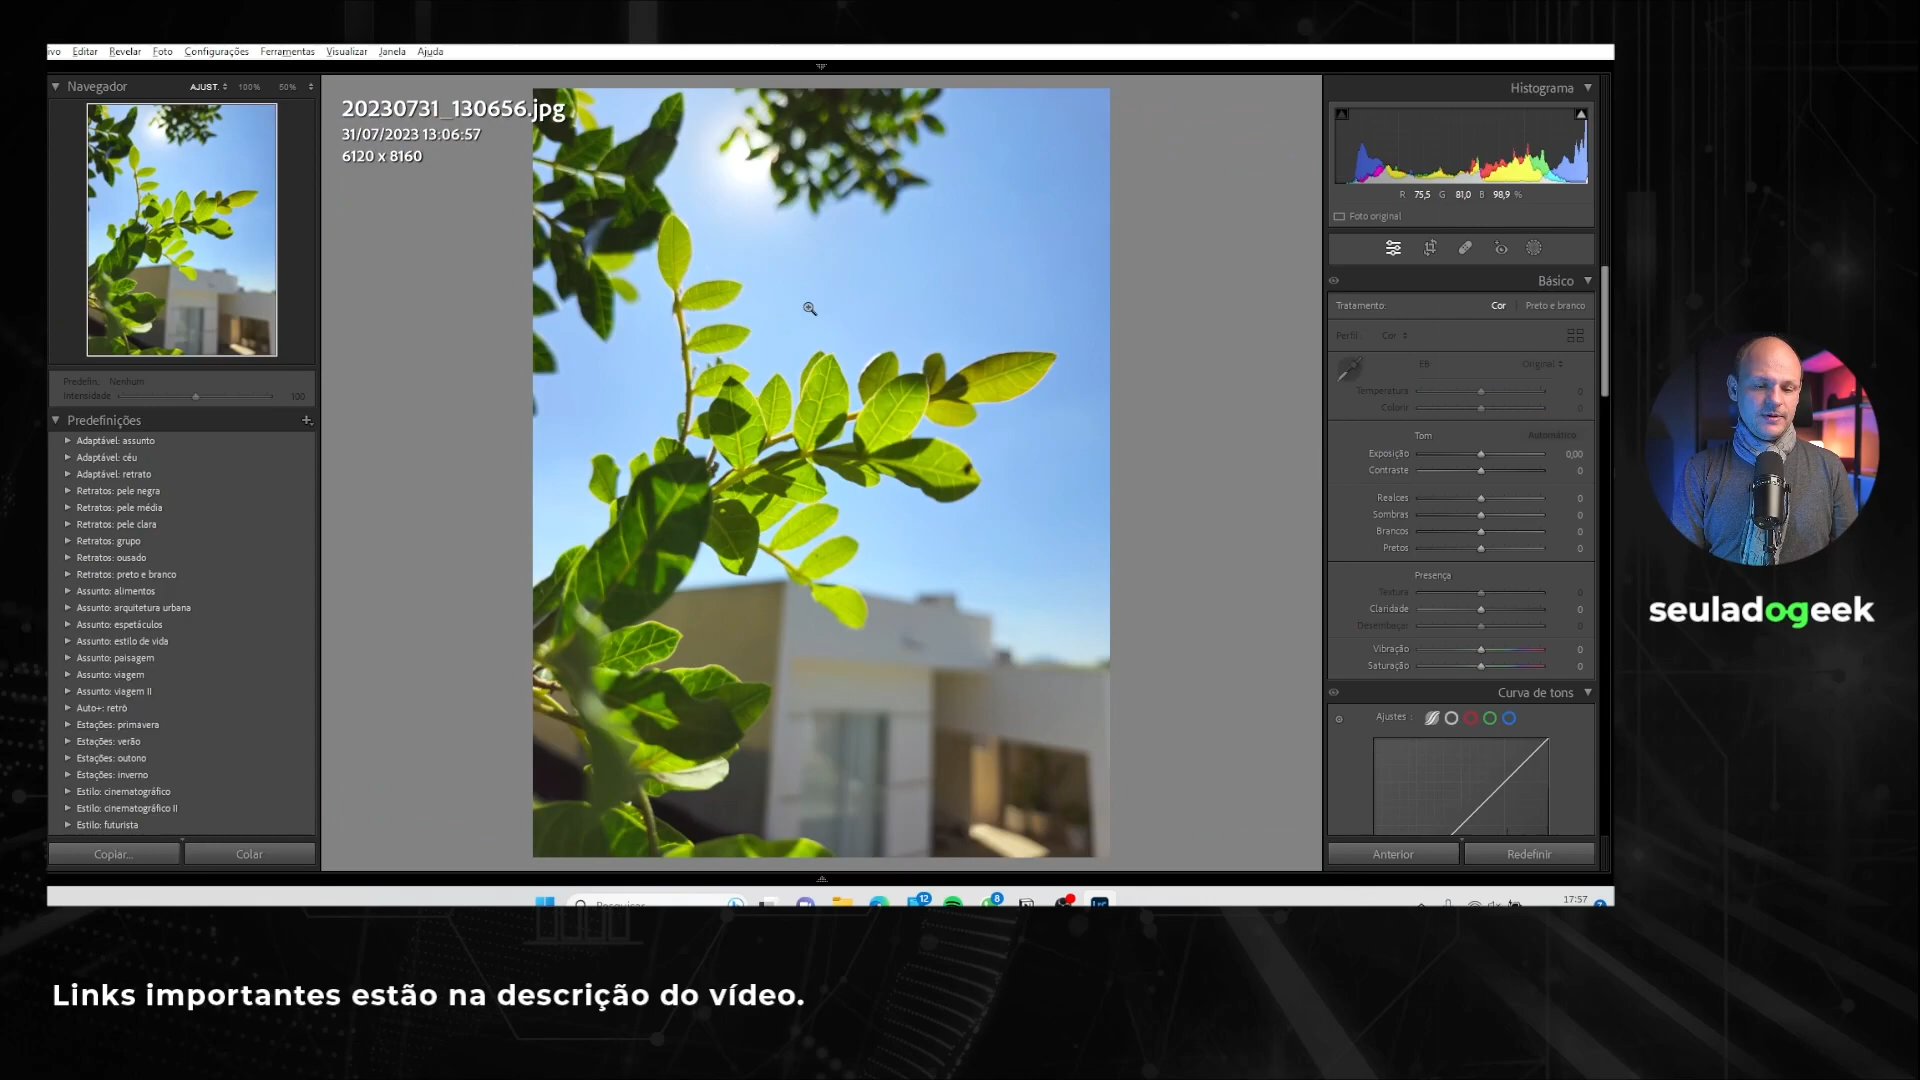 ivo Editar Revelar Foto Configurações Ferramentas Visualizar Janela Ajuda
Navegador AJUST. 100% 50%
Predefin.: Nenhum
Intensidade 100
Predefinições
Adaptável: assunto
Adaptável: céu
Adaptável: retrato
Retratos: pele negra
Retratos: pele média
Retratos: pele clara
Retratos: grupo
Retratos: ousado
Retratos: preto e branco
Assunto: alimentos
Assunto: arquitetura urbana
Assunto: espetáculos
Assunto: estilo de vida
Assunto: paisagem
Assunto: viagem
Assunto: viagem II
Auto+: retrô
Estações: primavera
Estações: verão
Estações: outono
Estações: inverno
Estilo: cinematográfico
Estilo: cinematográfico II
Estilo: futurista
Copiar... Colar
20230731_130656.jpg
31/07/2023 13:06:57
6120 x 8160
Histograma
R 75,5 G 81,0 B 98,9 %
Foto original
Básico
Tratamento: Cor Preto e branco
Perfil: Cor
EB: Original
Temperatura 0
Colorir 0
Tom Automático
Exposição 0,00
Contraste 0
Realces 0
Sombras 0
Brancos 0
Pretos 0
Presença
Textura 0
Claridade 0
Desembaçar 0
Vibração 0
Saturação 0
Curva de tons
Ajustes :
Anterior Redefinir
Pesquisar 12 8 Lrc 17:57
seuladogeek
Links importantes estão na descrição do vídeo.